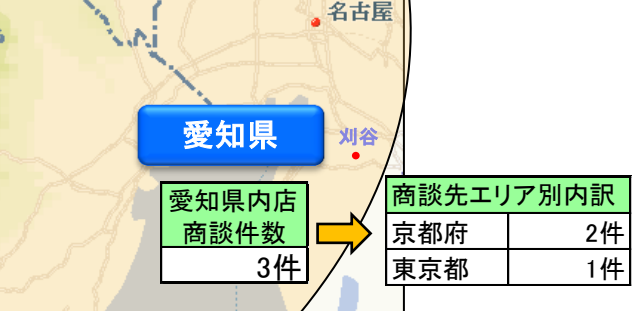 名古屋
愛知県
刈谷
愛知県内店
商談件数
3件
商談先エリア別内訳
京都府 2件
東京都 1件